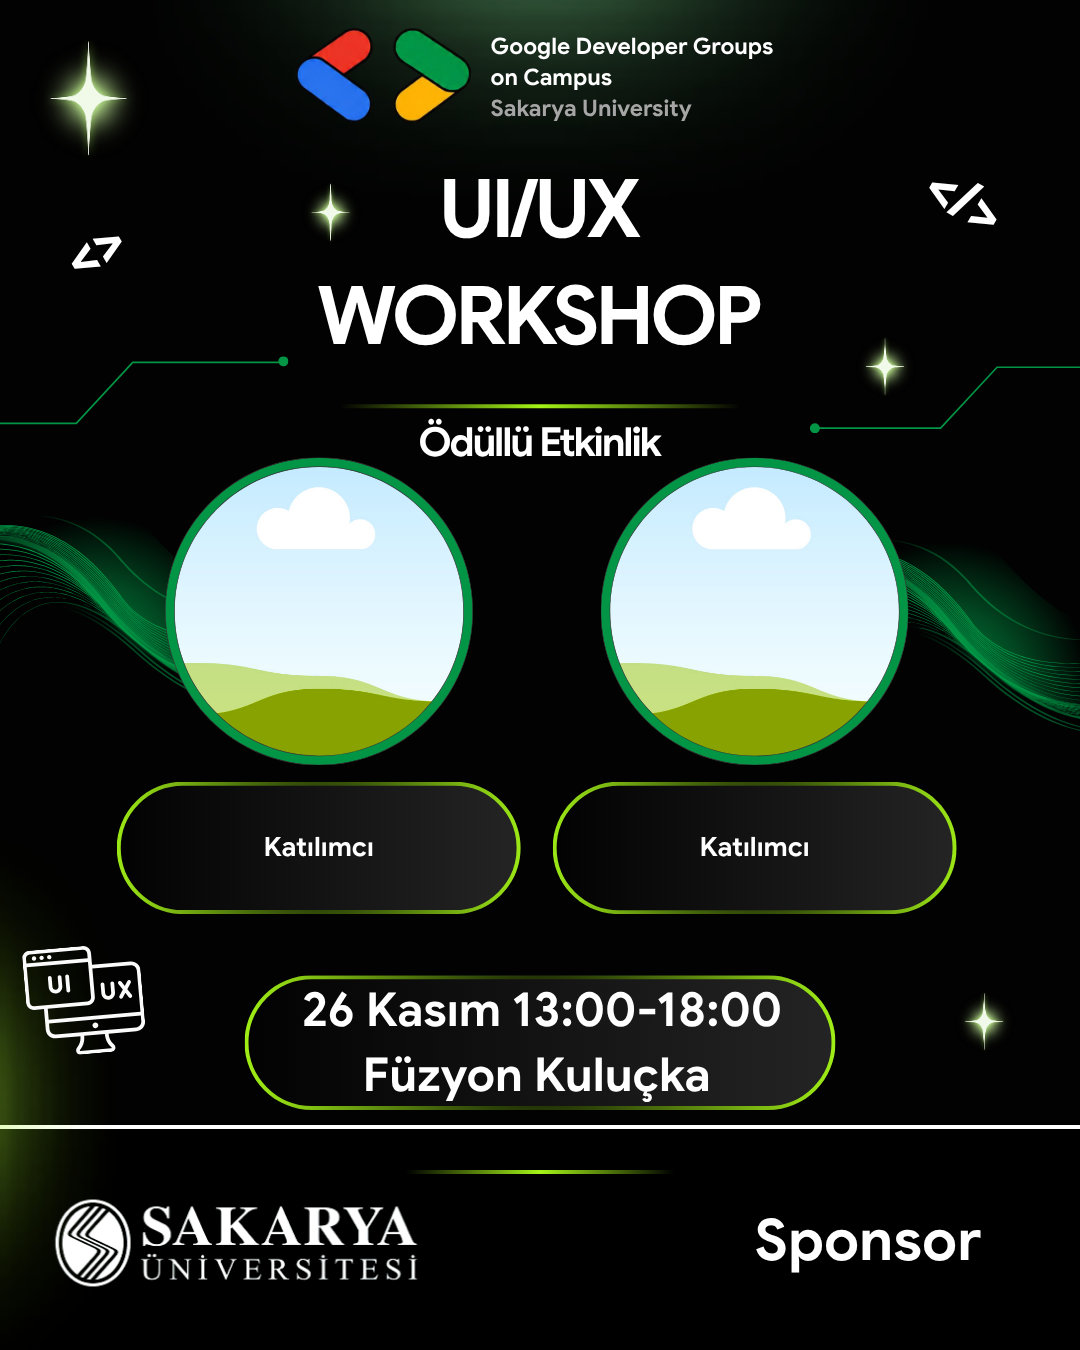 Google Developer Groups
on Campus
Sakarya University
UI/UX
WORKSHOP
Ödüllü Etkinlik
Katılımcı
Katılımcı
UI
UX
26 Kasım 13:00-18:00
Füzyon Kuluçka
SAKARYA
ÜNİVERSİTESİ
Sponsor